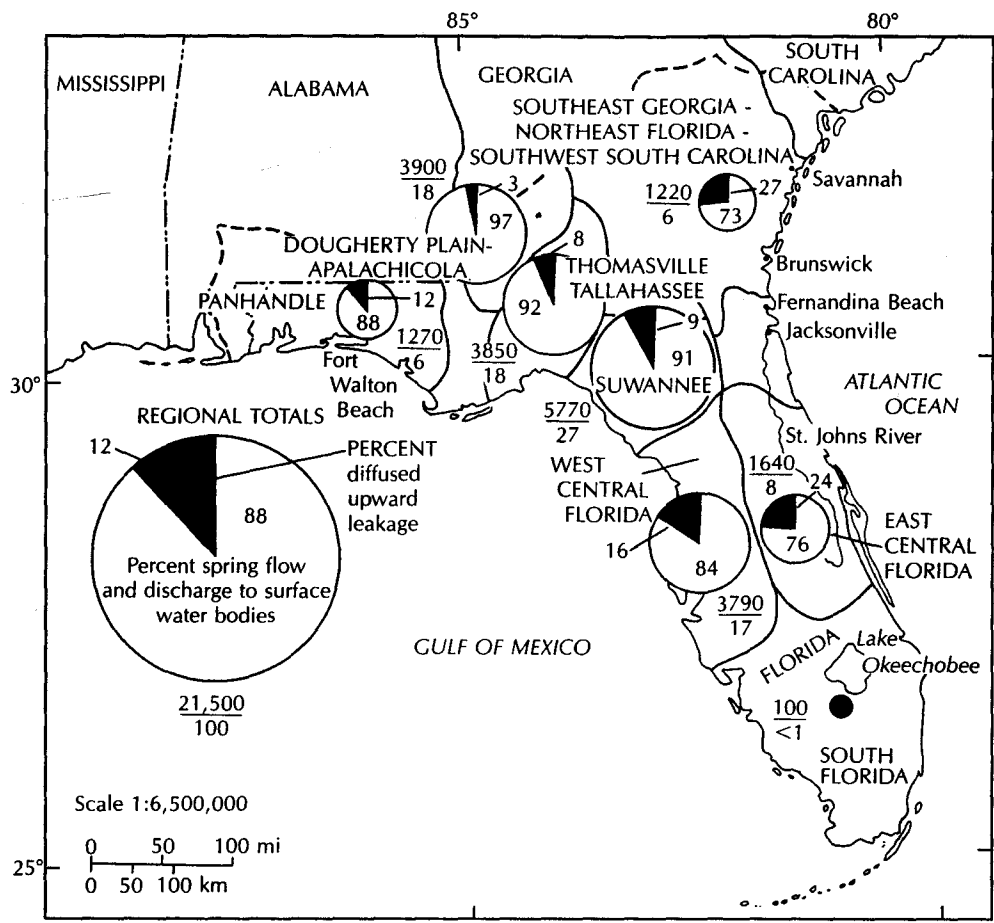 85°
80°
MISSISSIPPI
ALABAMA
GEORGIA
SOUTH
CAROLINA
SOUTHEAST GEORGIA -
NORTHEAST FLORIDA -
SOUTHWEST SOUTH CAROLINA
3900
18
3
97
1220
6
27
73
Savannah
DOUGHERTY PLAIN-
APALACHICOLA
8
92
THOMASVILLE
TALLAHASSEE
Brunswick
PANHANDLE
12
88
1270
6
Fernandina Beach
Jacksonville
3850
18
9
91
SUWANNEE
Fort
Walton
Beach
30°
ATLANTIC
OCEAN
5770
27
St. Johns River
REGIONAL TOTALS
12
88
PERCENT
diffused
upward
leakage
Percent spring flow
and discharge to surface
water bodies
21,500
100
WEST
CENTRAL
FLORIDA
16
84
3790
17
1640
8
24
76
EAST
CENTRAL
FLORIDA
GULF OF MEXICO
FLORIDA
Lake
Okeechobee
100
<1
SOUTH
FLORIDA
Scale 1:6,500,000
0 50 100 mi
0 50 100 km
25°